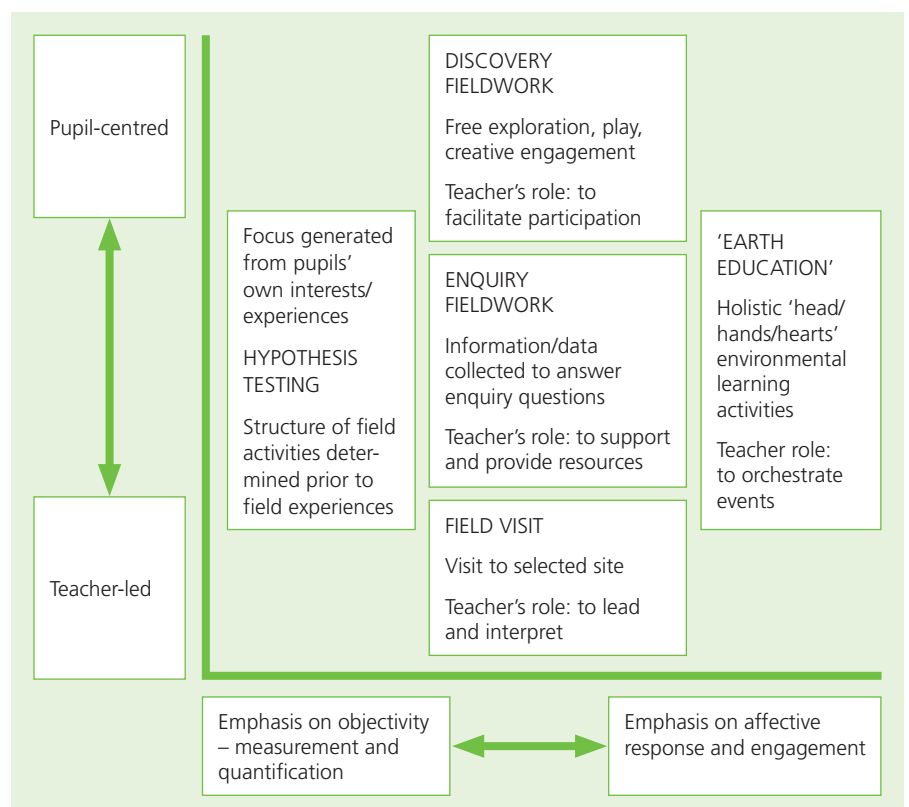 Pupil-centred
Teacher-led
Focus generated
from pupils'
own interests/
experiences
HYPOTHESIS
TESTING
Structure of field
activities deter-
mined prior to
field experiences
DISCOVERY
FIELDWORK
Free exploration, play,
creative engagement
Teacher's role: to
facilitate participation
ENQUIRY
FIELDWORK
Information/data
collected to answer
enquiry questions
Teacher's role: to support
and provide resources
FIELD VISIT
Visit to selected site
Teacher's role: to lead
and interpret
'EARTH
EDUCATION'
Holistic 'head/
hands/hearts'
environmental
learning
activities
Teacher role:
to orchestrate
events
Emphasis on objectivity
– measurement and
quantification
Emphasis on affective
response and engagement